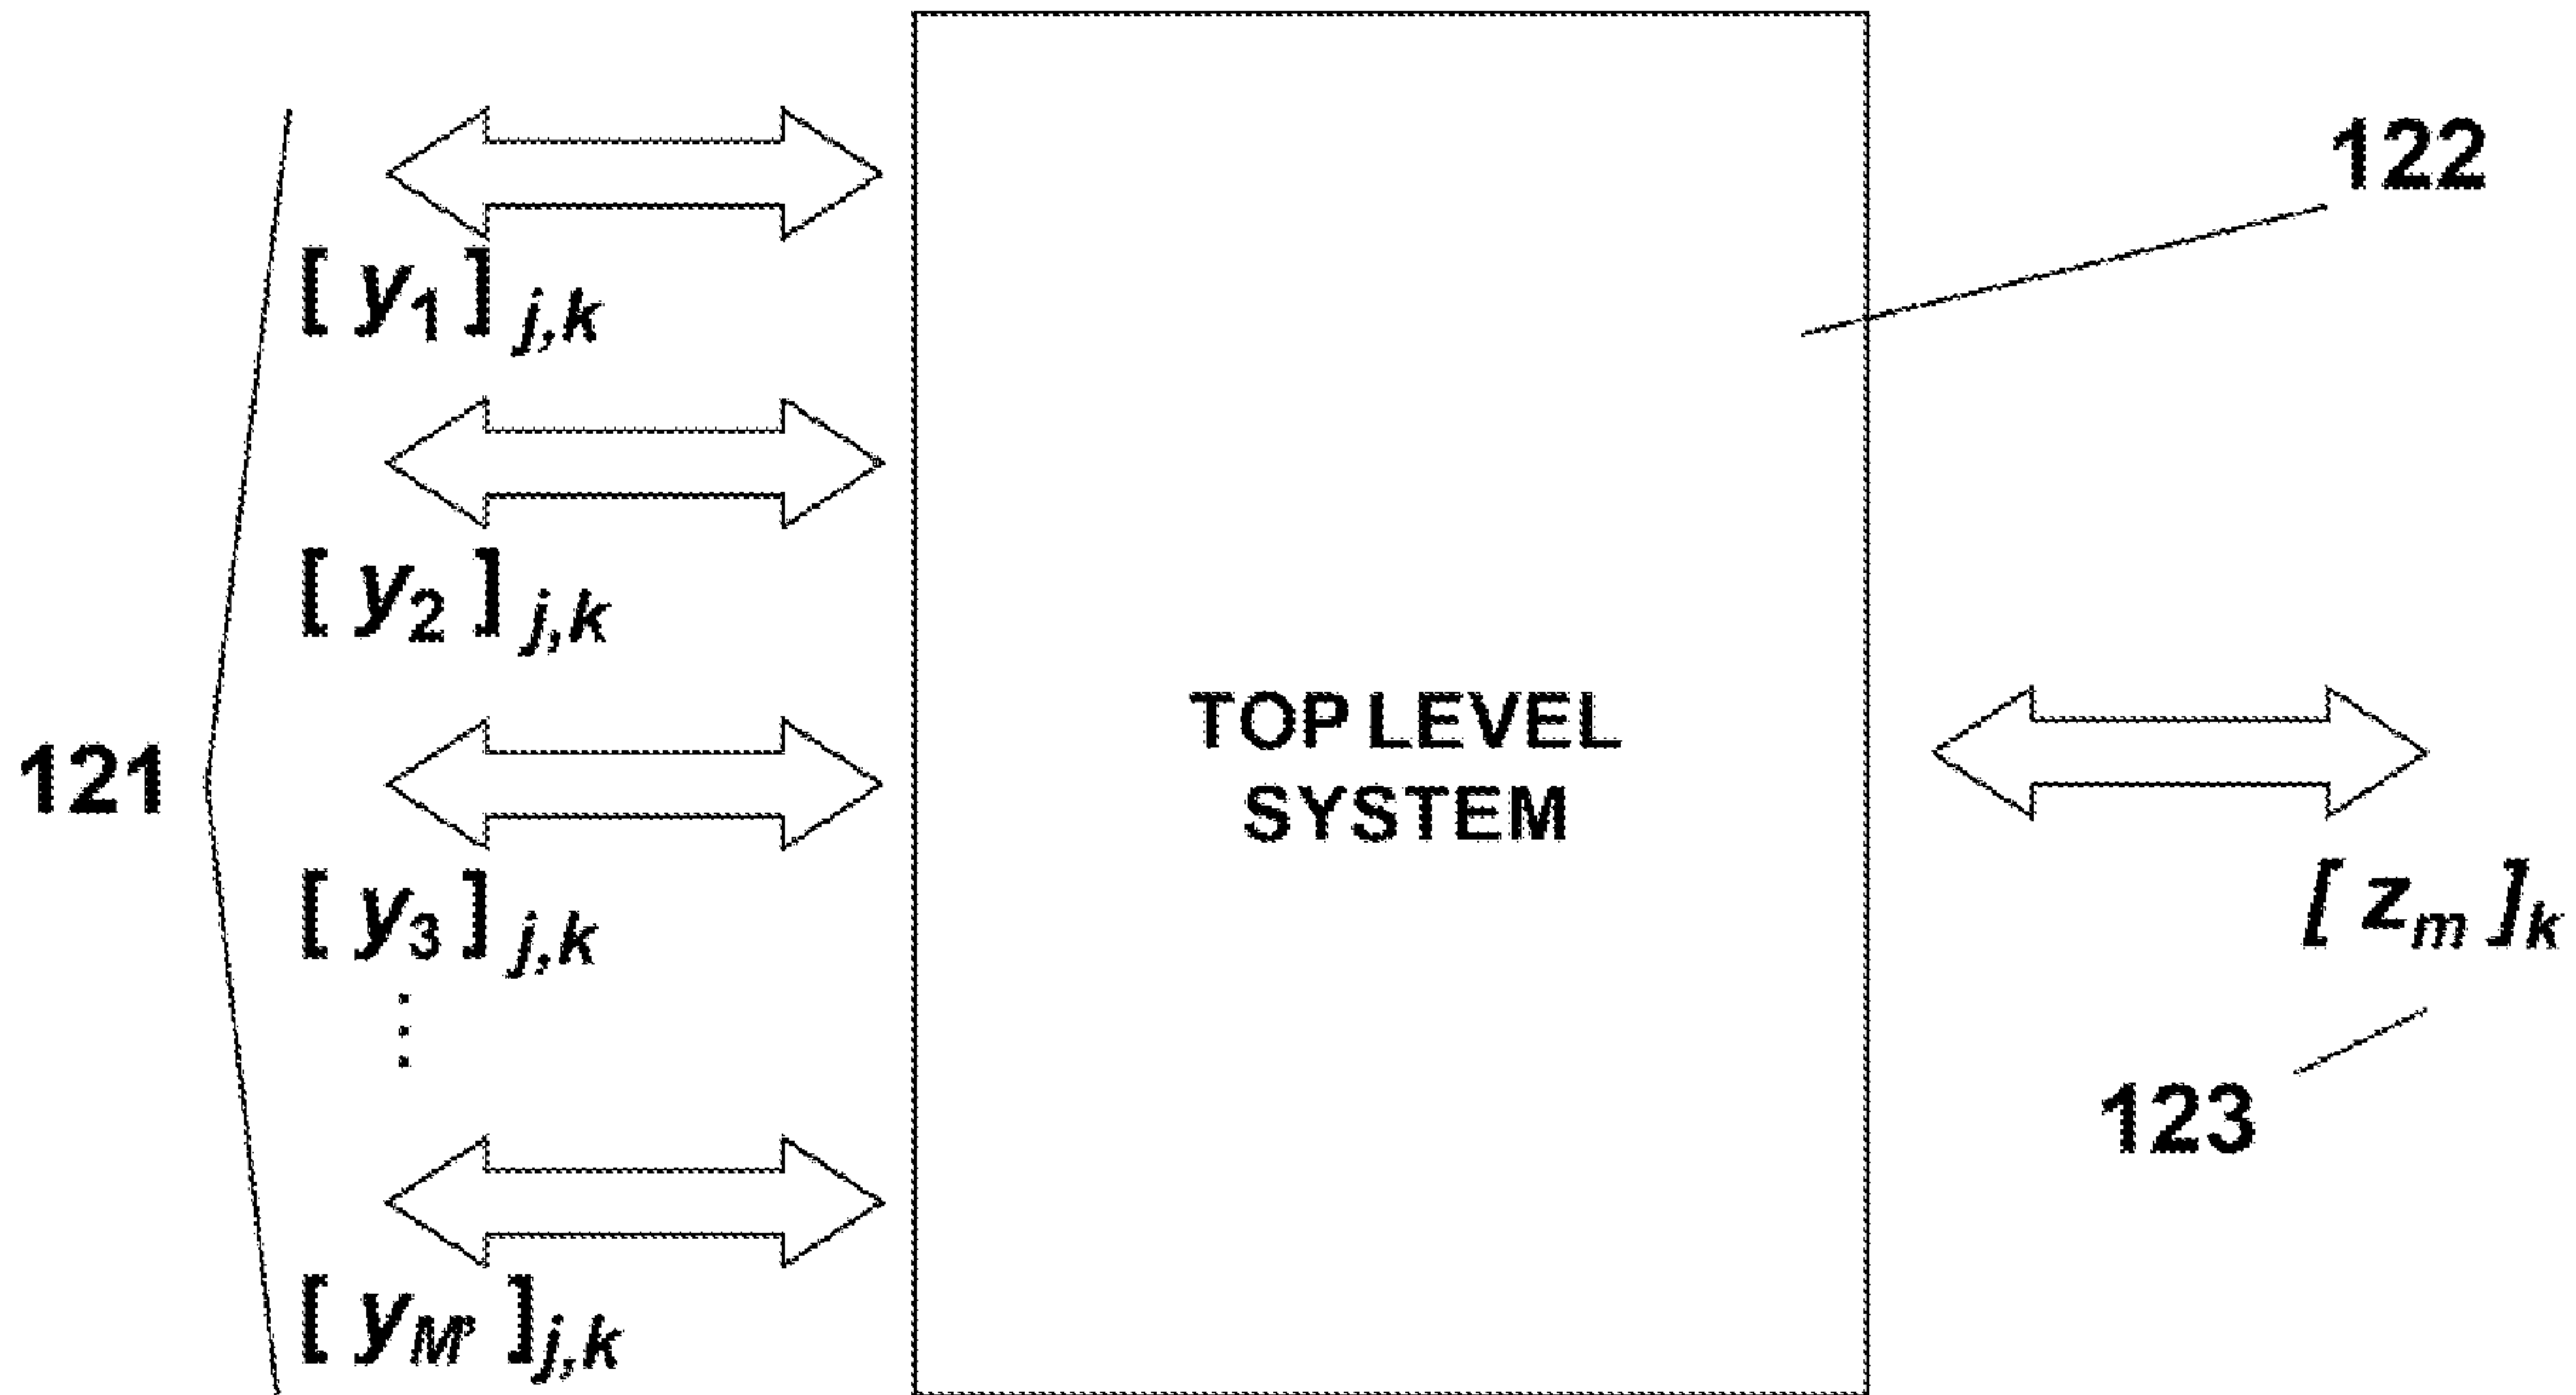 122
[ y1 ] j,k
[ y2 ] j,k
121
TOP LEVEL
SYSTEM
[ y3 ] j,k
⋮
[ zm ]k
123
[ yM' ]j,k